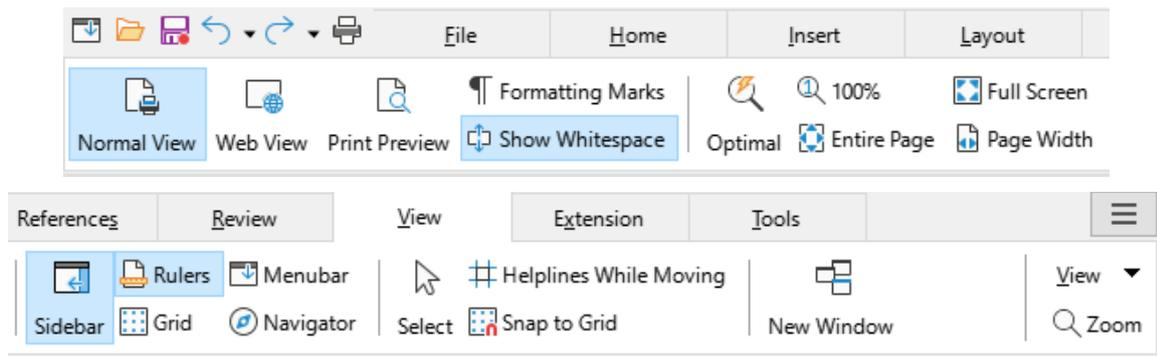 File Home Insert Layout
Formatting Marks 100% Full Screen
Normal View Web View Print Preview Show Whitespace Optimal Entire Page Page Width
References Review View Extension Tools
Rulers Menubar Helplines While Moving View
Sidebar Grid Navigator Select Snap to Grid New Window Zoom